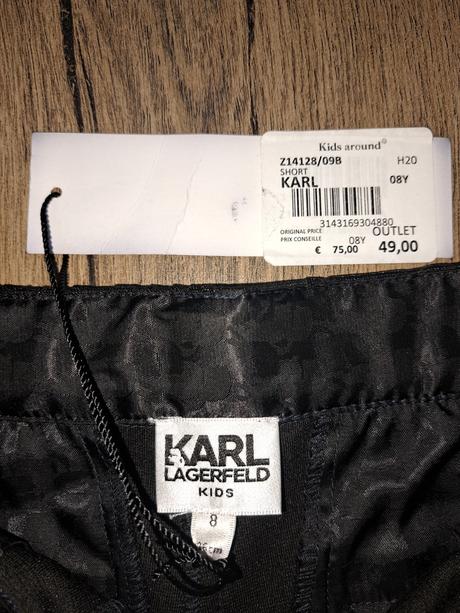 Kids around®
Z14128/09B H20
SHORT
KARL 08Y
3143169304880
ORIGINAL PRICE OUTLET
PRIX CONSEILLE 08Y
€ 75,00 49,00
KARL
LAGERFELD
KIDS
8